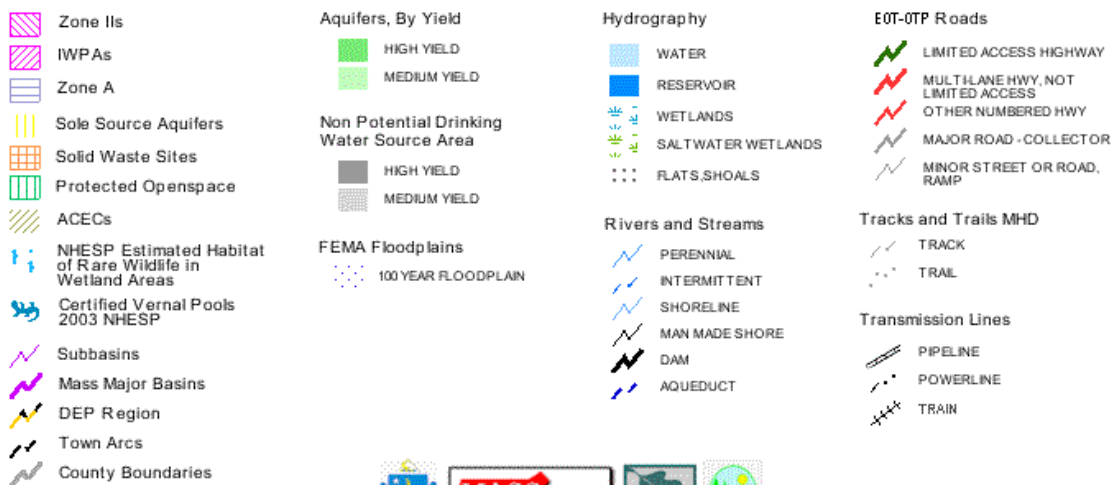 Zone IIs
IWPAs
Zone A
Sole Source Aquifers
Solid Waste Sites
Protected Openspace
ACECs
NHESP Estimated Habitat
of Rare Wildlife in
Wetland Areas
Certified Vernal Pools
2003 NHESP
Subbasins
Mass Major Basins
DEP Region
Town Arcs
County Boundaries
Aquifers, By Yield
HIGH YIELD
MEDIUM YIELD
Non Potential Drinking
Water Source Area
HIGH YIELD
MEDIUM YIELD
FEMA Floodplains
100 YEAR FLOODPLAIN
Hydrography
WATER
RESERVOIR
WETLANDS
SALTWATER WETLANDS
FLATS,SHOALS
Rivers and Streams
PERENNIAL
INTERMITTENT
SHORELINE
MAN MADE SHORE
DAM
AQUEDUCT
EOT-OTP Roads
LIMITED ACCESS HIGHWAY
MULTI-LANE HWY, NOT
LIMITED ACCESS
OTHER NUMBERED HWY
MAJOR ROAD - COLLECTOR
MINOR STREET OR ROAD,
RAMP
Tracks and Trails MHD
TRACK
TRAIL
Transmission Lines
PIPELINE
POWERLINE
TRAIN